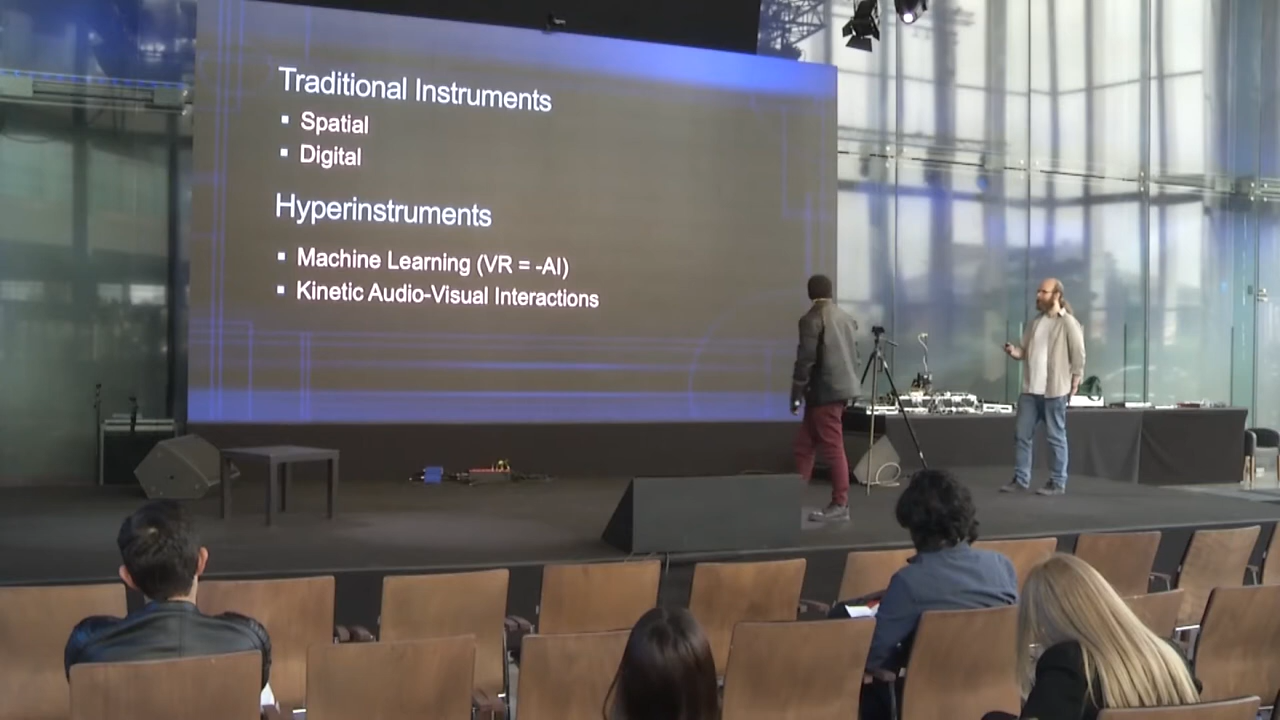 Traditional Instruments
▪ Spatial
▪ Digital
Hyperinstruments
▪ Machine Learning (VR = -AI)
▪ Kinetic Audio-Visual Interactions